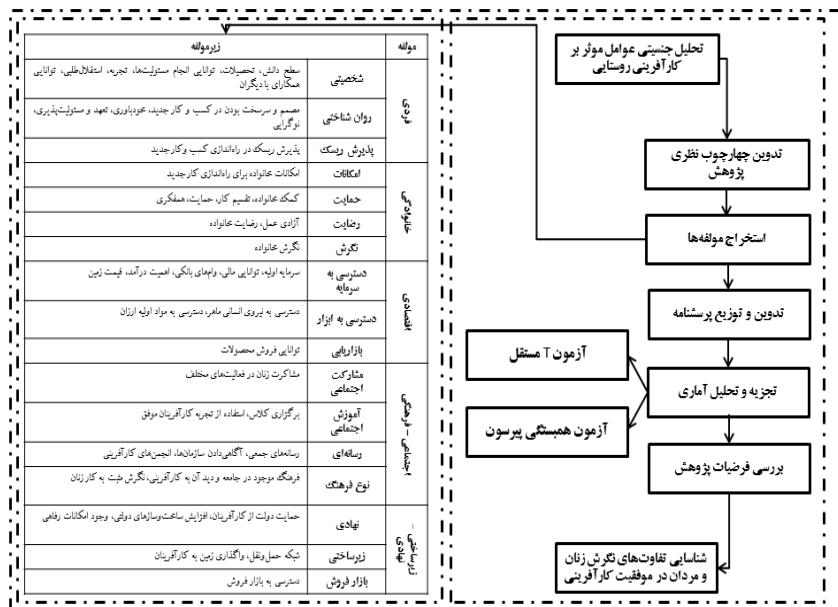 تحلیل جنسیتی عوامل موثر بر
کارآفرینی روستایی
تدوین چهارچوب نظری
پژوهش
استخراج مولفه‌ها
تدوین و توزیع پرسشنامه
تجزیه و تحلیل آماری
آزمون T مستقل
آزمون همبستگی پیرسون
بررسی فرضیات پژوهش
شناسایی تفاوت‌های نگرش زنان
و مردان در موفقیت کارآفرینی
مولفه
زیرمولفه
فردی
شخصیتی
سطح دانش، تحصیلات، توانایی انجام مسئولیت‌ها، تجربه، استقلال‌طلبی، توانایی
همکارای با دیگران
روان شناختی
مصمم و سرسخت بودن در کسب و کار جدید، خودباوری، تعهد و مسئولیت‌پذیری،
نوگرایی
پذیرش ریسک
پذیرش ریسک در راه‌اندازی کسب وکار جدید
خانوادگی
امکانات
امکانات خانواده برای راه‌اندازی کار جدید
حمایت
کمک خانواده، تقسیم کار، حمایت، همفکری
رضایت
آزادی عمل، رضایت خانواده
نگرش
نگرش خانواده
اقتصادی
دسترسی به
سرمایه
سرمایه اولیه، توانایی مالی، وام‌های بانکی، اهمیت درآمد، قیمت زمین
دسترسی به ابزار
دسترسی به نیروی انسانی ماهر، دسترسی به مواد اولیه ارزان
بازاریابی
توانایی فروش محصولات
اجتماعی - فرهنگی
مشارکت
اجتماعی
مشاکرت زنان در فعالیت‌های مختلف
آموزش
اجتماعی
برگزاری کلاس، استفاده از تجربه کارآفرینان موفق
رسانه‌ای
رسانه‌های جمعی، آگاهی‌دادن سازمان‌ها، انجمن‌های کارآفرینی
نوع فرهنگ
فرهنگ موجود در جامعه و دید آن به کارآفرینی، نگرش مثبت به کار زنان
زیرساختی -
نهادی
نهادی
حمایت دولت از کارآفرینان، افزایش ساخت‌وسازهای دولتی، وجود امکانات رفاهی
زیرساختی
شبکه حمل‌ونقل، واگذاری زمین به کارآفرینان
بازار فروش
دسترسی به بازار فروش